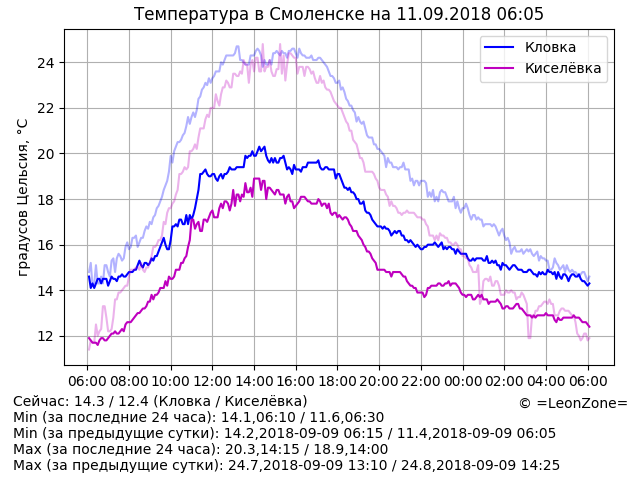 Температура в Смоленске на 11.09.2018 06:05
Кловка
Киселёвка
градусов Цельсия, °C
24
22
20
18
16
14
12
06:00 08:00 10:00 12:00 14:00 16:00 18:00 20:00 22:00 00:00 02:00 04:00 06:00
Сейчас: 14.3 / 12.4 (Кловка / Киселёвка)
© =LeonZone=
Min (за последние 24 часа): 14.1,06:10 / 11.6,06:30
Min (за предыдущие сутки): 14.2,2018-09-09 06:15 / 11.4,2018-09-09 06:05
Max (за последние 24 часа): 20.3,14:15 / 18.9,14:00
Max (за предыдущие сутки): 24.7,2018-09-09 13:10 / 24.8,2018-09-09 14:25